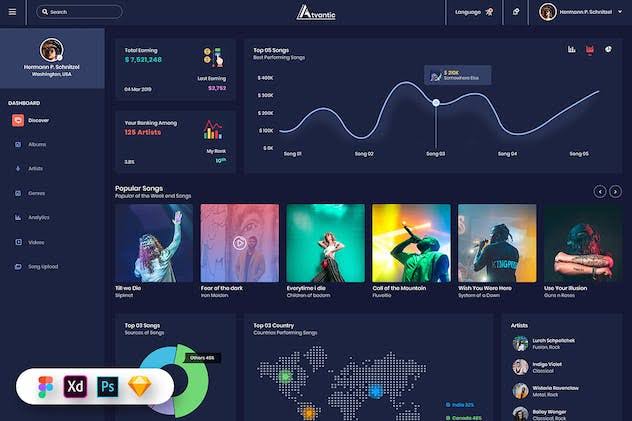 Search
Atvantic
Language
Hermann P. Schnitzel
Hermann P. Schnitzel
Washington, USA
DASHBOARD
Discover
Albums
Artists
Genres
Analytics
Videos
Song Upload
Total Earning
$ 7,521,248
Last Earning
04 Mar 2019
$2,752
Your Ranking Among
125 Artists
My Rank
3.8%
10th
Top 05 Songs
Best Performing Songs
$ 400K
$ 300K
$ 200K
$ 100K
0K
$ 210K
Somewhere Else
Song 01
Song 02
Song 03
Song 04
Song 05
Popular Songs
Popular of the Week and Songs
Till we Die
Slipknot
Fear of the dark
Iron Maiden
Everytime i die
Children of bodom
Call of the Mountain
Eluveitie
KINGPOST
Wish You Were Here
System of a Down
Use Your Illusion
Guns n Roses
Top 03 Songs
Sources of Songs
Others 45%
Top 03 Country
Countries Performing Songs
India 32%
Canada 48%
Artists
Lurch Schpellchek
Fusion, Rock
Indigo Violet
Classical
Wisteria Ravenclaw
Metal, Rock
Bailey Wonger
Classical, Rock
Xd
Ps